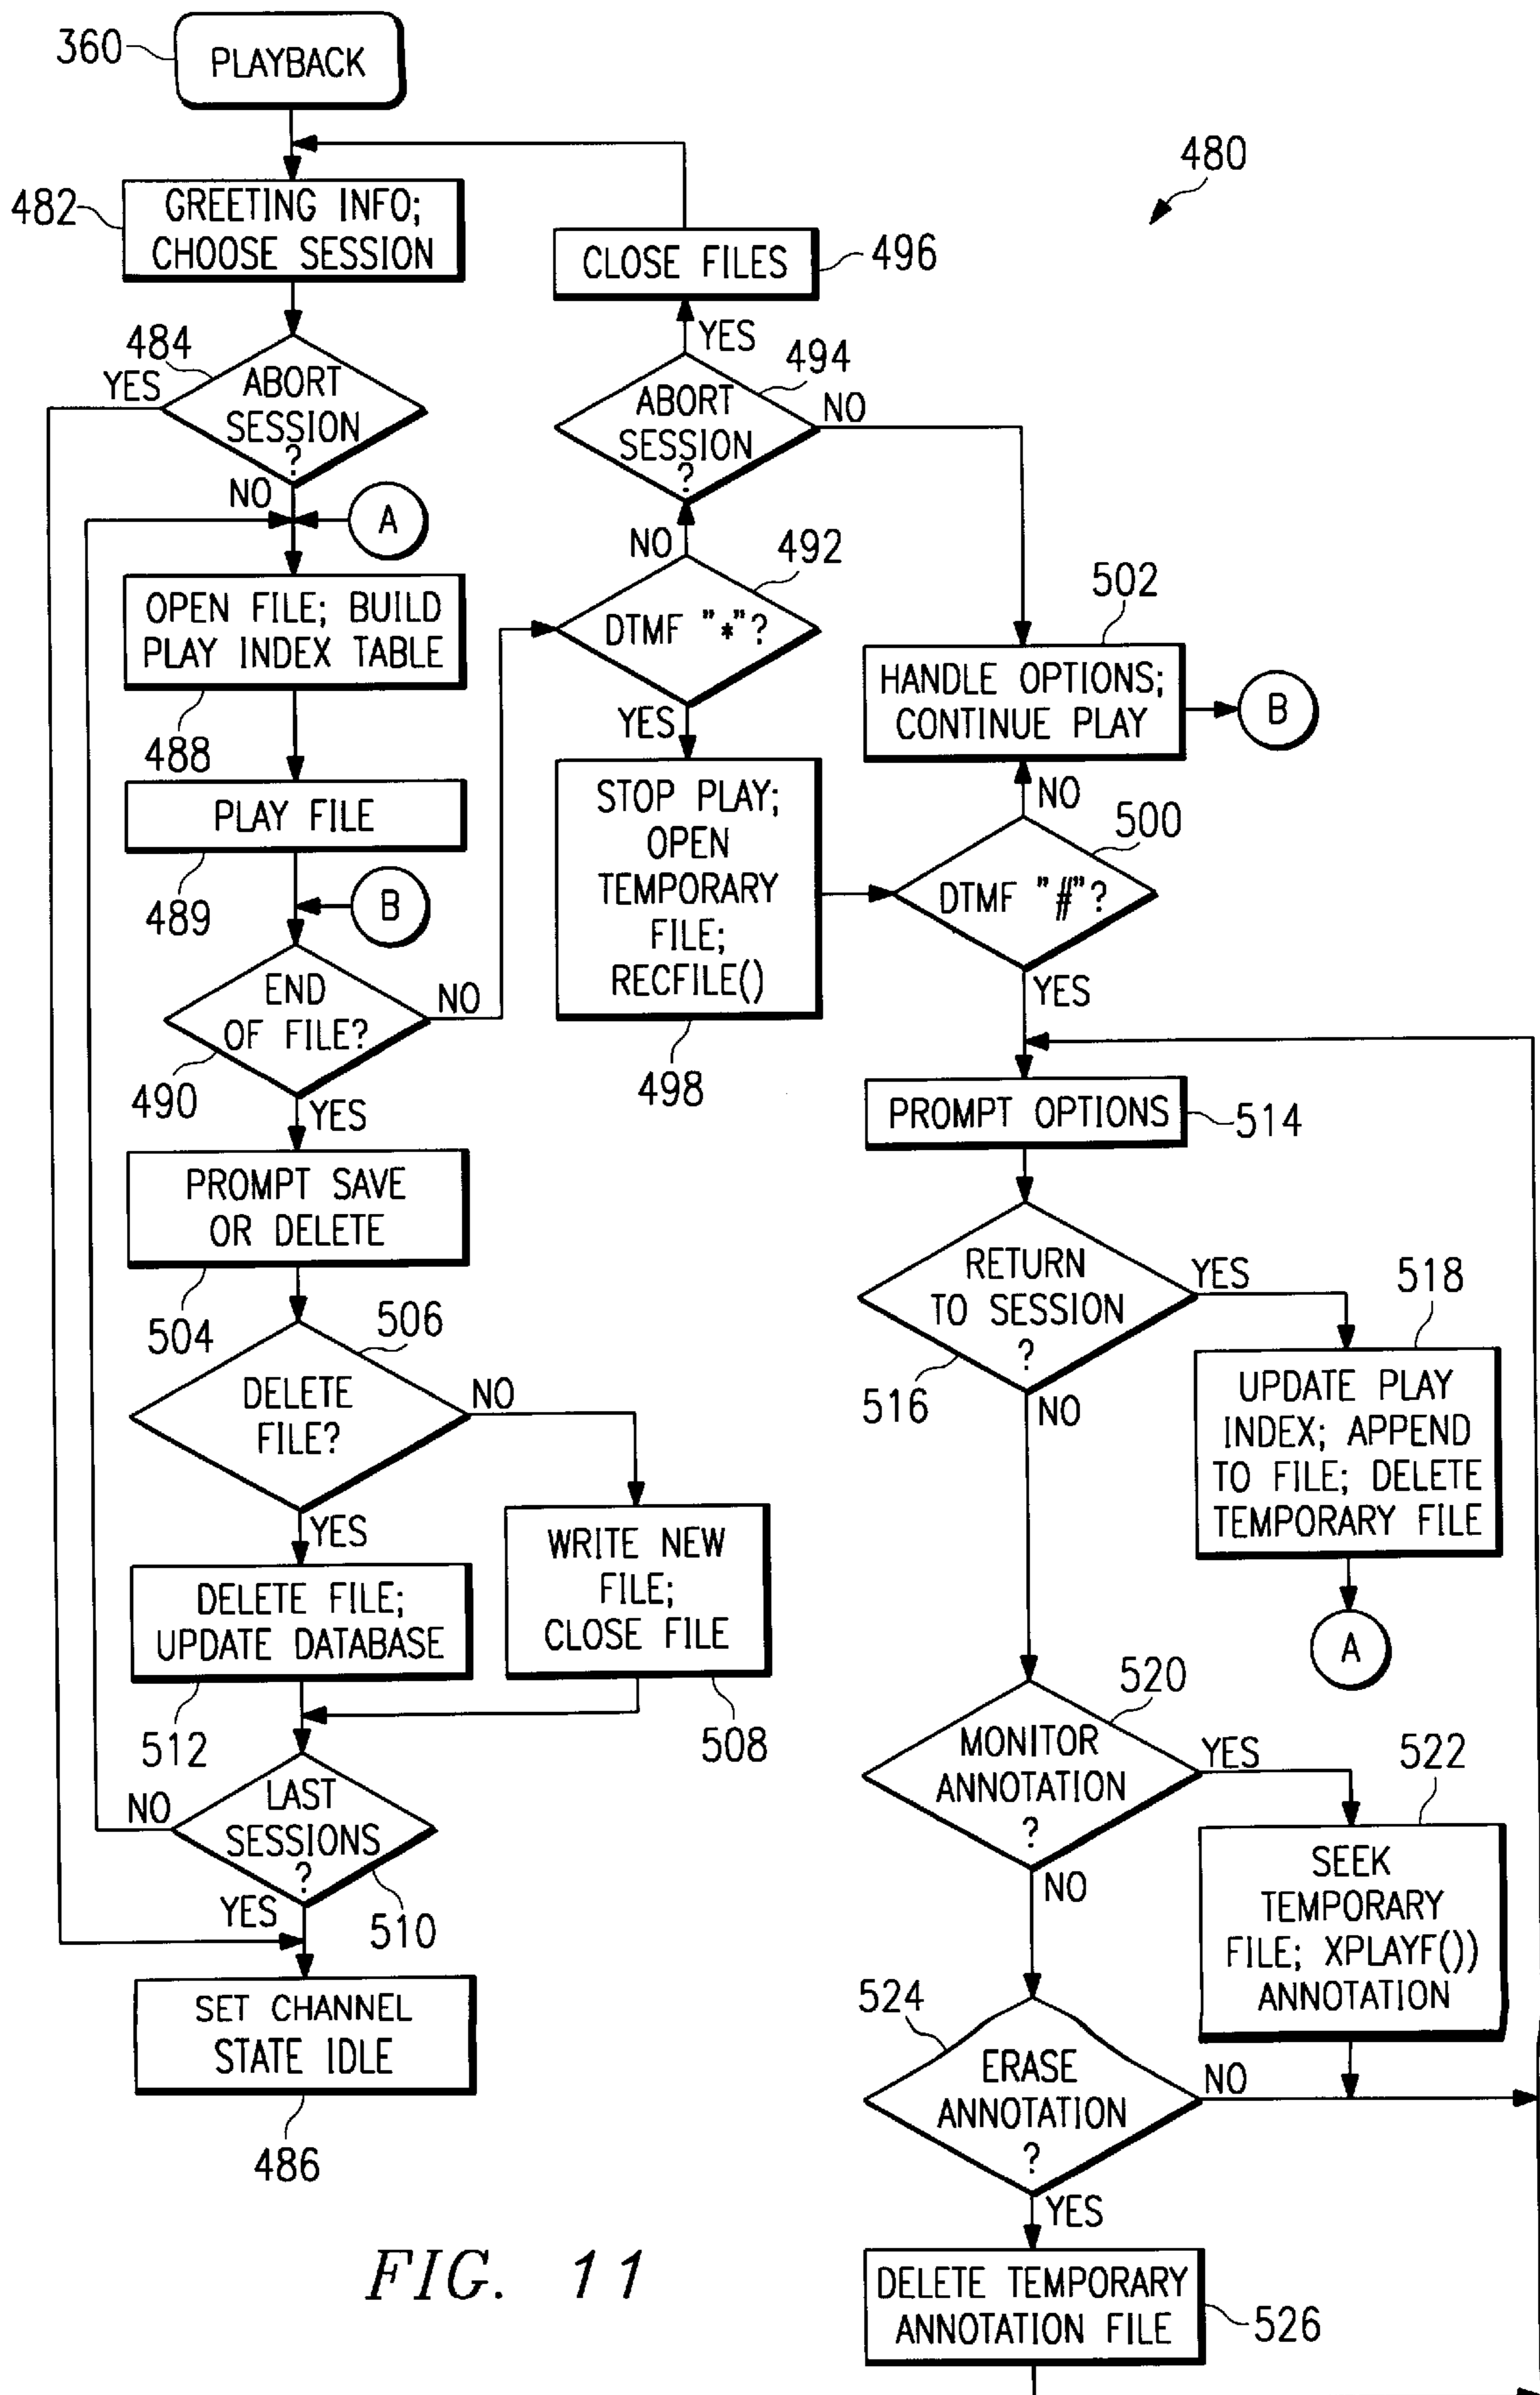 360
PLAYBACK
480
482
GREETING INFO;
CHOOSE SESSION
CLOSE FILES
496
YES
484
YES
ABORT
SESSION
?
NO
A
494
ABORT
SESSION
?
NO
NO
492
DTMF "*"?
YES
OPEN FILE; BUILD
PLAY INDEX TABLE
488
502
HANDLE OPTIONS;
CONTINUE PLAY
B
NO
PLAY FILE
489
B
STOP PLAY;
OPEN
TEMPORARY
FILE;
RECFILE()
498
500
DTMF "#"?
YES
END
OF FILE?
NO
490
YES
PROMPT OPTIONS
514
PROMPT SAVE
OR DELETE
504
RETURN
TO SESSION
?
YES
516
NO
518
UPDATE PLAY
INDEX; APPEND
TO FILE; DELETE
TEMPORARY FILE
A
506
DELETE
FILE?
NO
YES
WRITE NEW
FILE;
CLOSE FILE
508
DELETE FILE;
UPDATE DATABASE
512
520
MONITOR
ANNOTATION
?
YES
NO
522
SEEK
TEMPORARY
FILE; XPLAYF())
ANNOTATION
NO
LAST
SESSIONS
?
YES
510
SET CHANNEL
STATE IDLE
486
524
ERASE
ANNOTATION
?
NO
YES
DELETE TEMPORARY
ANNOTATION FILE
526
FIG. 11